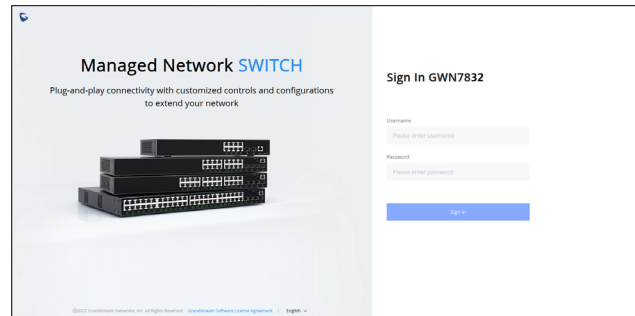 Managed Network SWITCH
Plug-and-play connectivity with customized controls and configurations
to extend your network
Sign In GWN7832
Username
Please enter username
Password
Please enter password
Sign in
©2022 Grandstream Networks, Inc. All Rights Reserved. Grandstream Software License Agreement | English